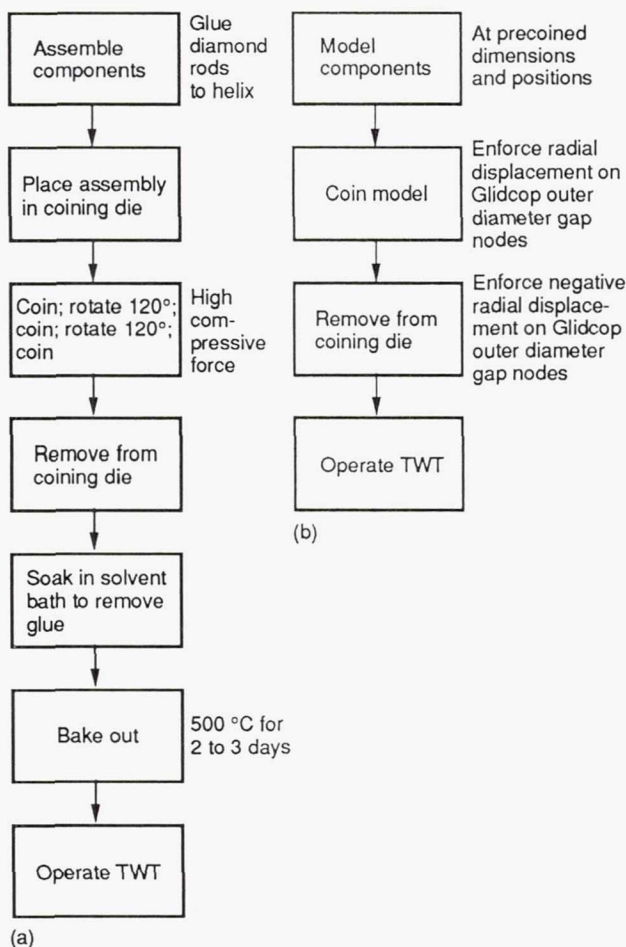 Assemble
components
Glue
diamond
rods
to helix
Place assembly
in coining die
Coin; rotate 120°;
coin; rotate 120°;
coin
High
com-
pressive
force
Remove from
coining die
Soak in solvent
bath to remove
glue
Bake out
500 °C for
2 to 3 days
Operate TWT
(a)
Model
components
At precoined
dimensions
and positions
Coin model
Enforce radial
displacement on
Glidcop outer
diameter gap
nodes
Remove from
coining die
Enforce negative
radial displace-
ment on Glidcop
outer diameter
gap nodes
Operate TWT
(b)